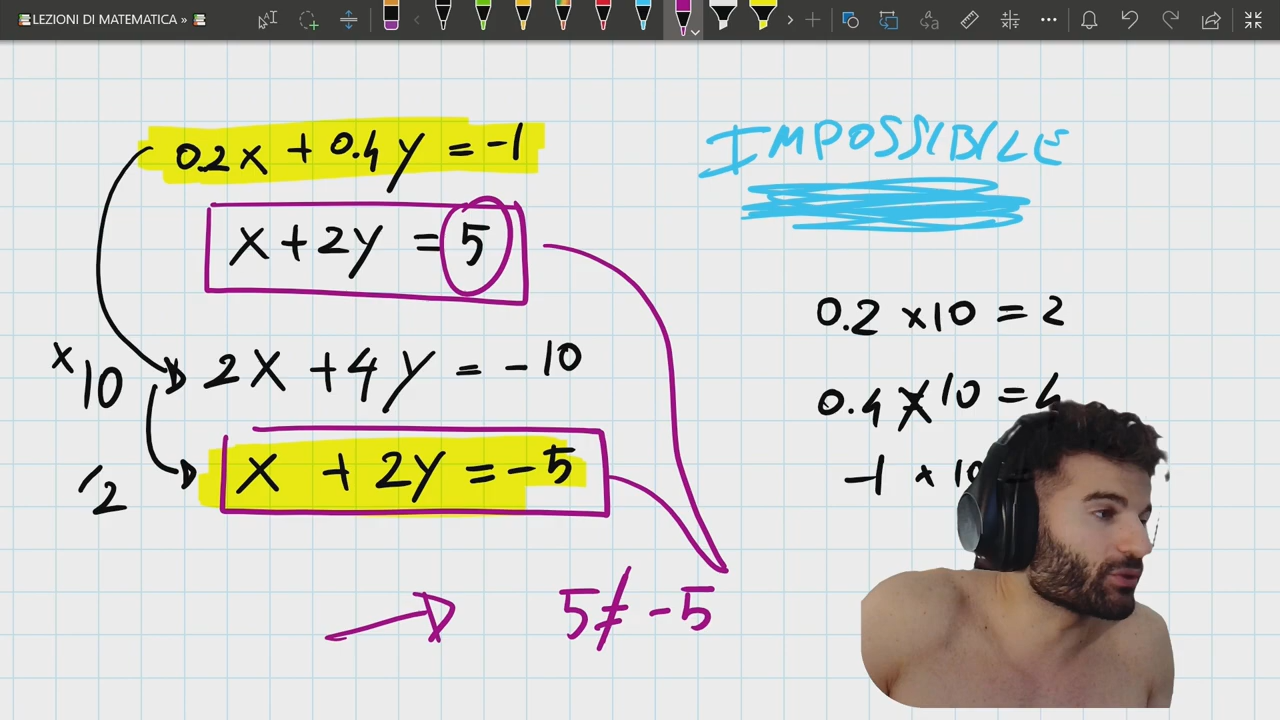 LEZIONI DI MATEMATICA »
0.2x + 0.4y = -1
x + 2y = 5
x10
2x + 4y = -10
/2
x + 2y = -5
5 ≠ -5
IMPOSSIBILE
0.2 x 10 = 2
0.4 x 10 = 4
-1 x 10